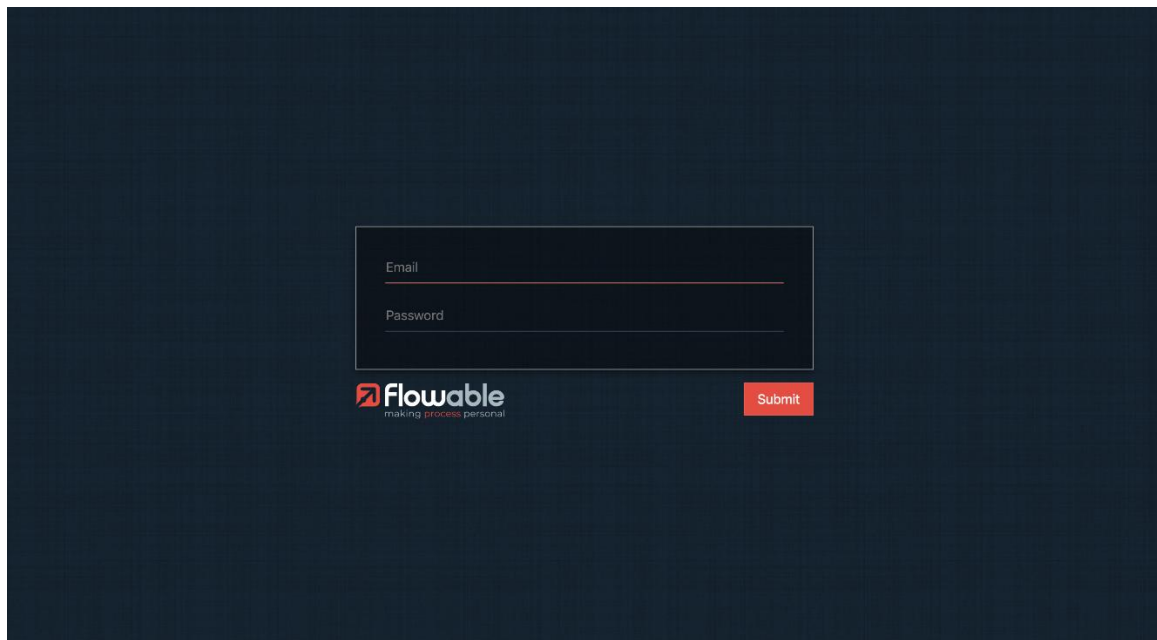 Email
Password
flowable
making process personal
Submit